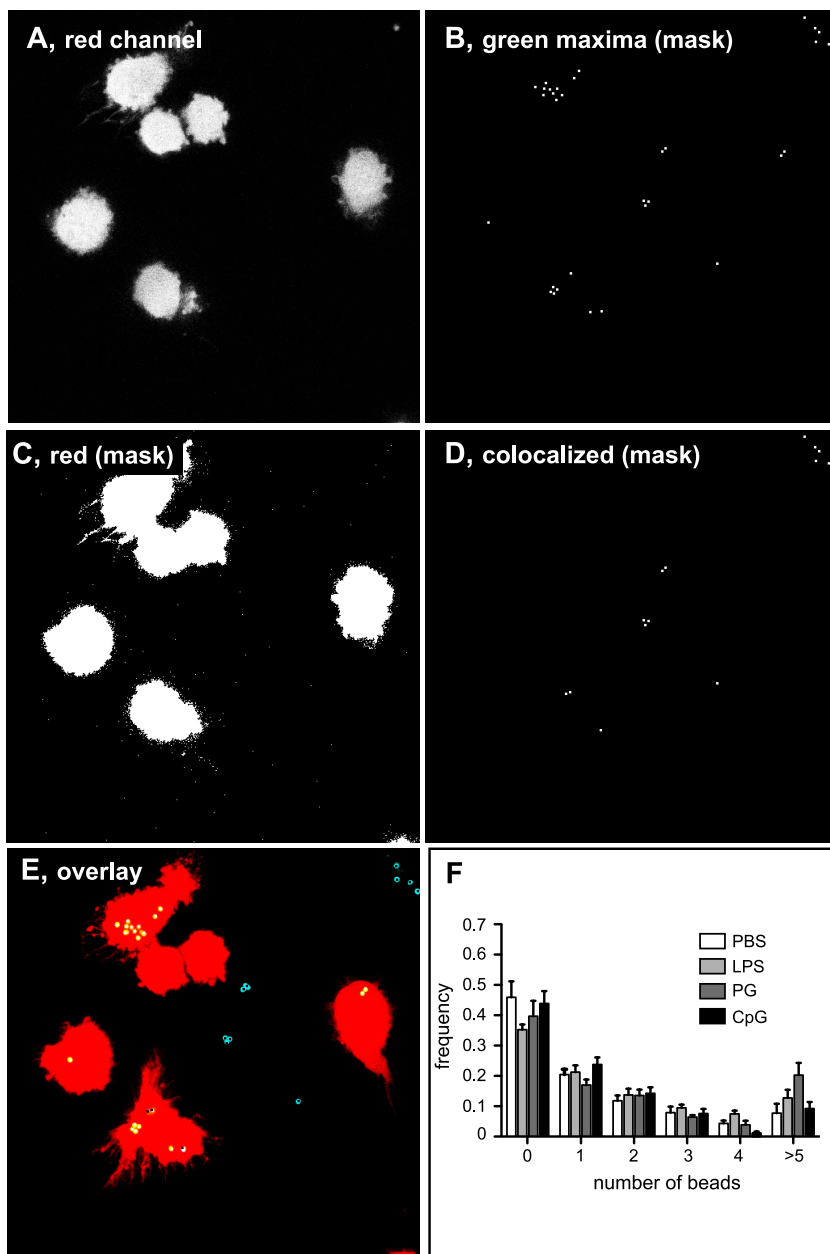 A, red channel
B, green maxima (mask)
C, red (mask)
D, colocalized (mask)
E, overlay
F
0.7
0.6
0.5
0.4
0.3
0.2
0.1
0
frequency
PBS
LPS
PG
CpG
0 1 2 3 4 >5
number of beads